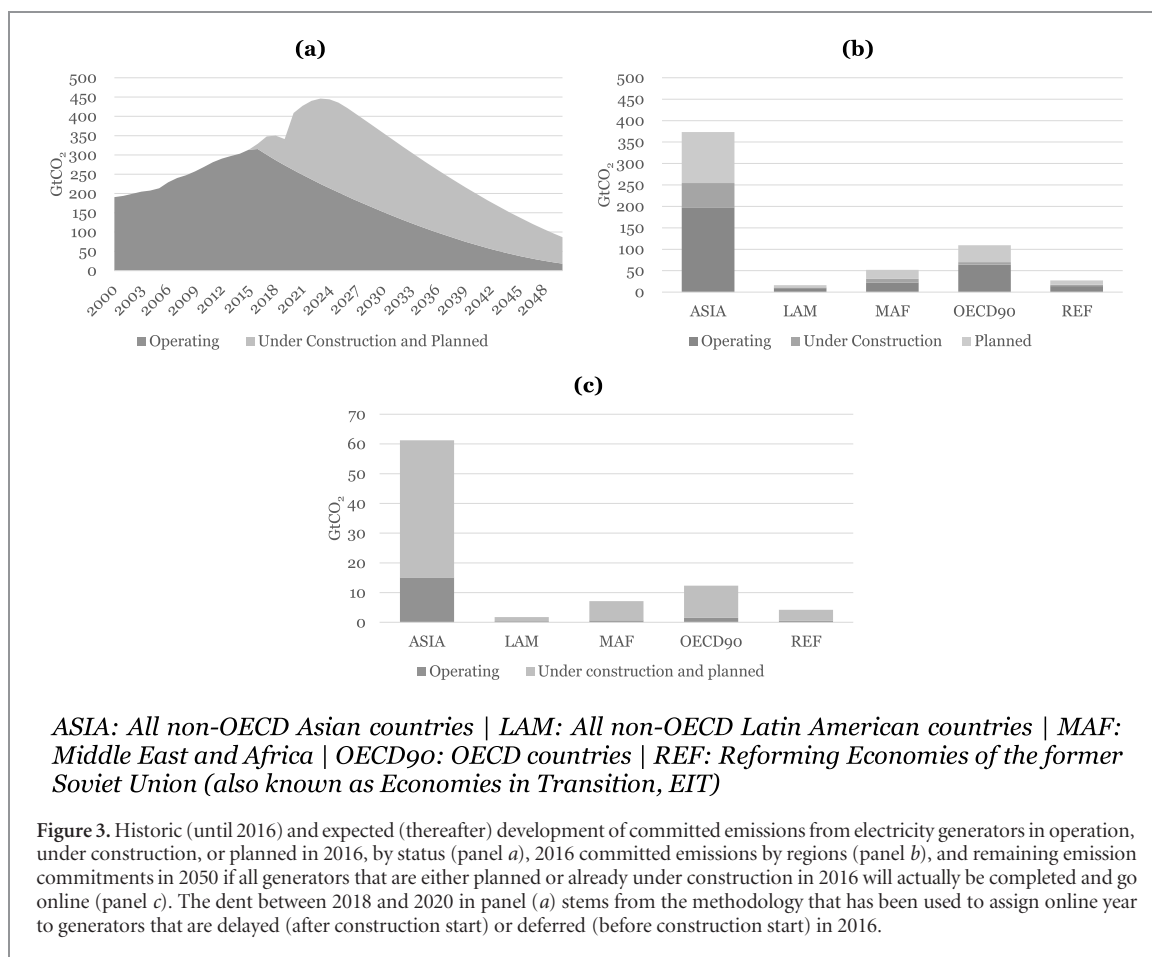 (a)
500
450
400
350
300
250
200
150
100
50
0
GtCO₂
2000
2003
2006
2009
2012
2015
2018
2021
2024
2027
2030
2033
2036
2039
2042
2045
2048
Operating
Under Construction and Planned
(b)
500
450
400
350
300
250
200
150
100
50
0
GtCO₂
ASIA
LAM
MAF
OECD90
REF
Operating
Under Construction
Planned
(c)
70
60
50
40
30
20
10
0
GtCO₂
ASIA
LAM
MAF
OECD90
REF
Operating
Under construction and planned
ASIA: All non-OECD Asian countries | LAM: All non-OECD Latin American countries | MAF:
Middle East and Africa | OECD90: OECD countries | REF: Reforming Economies of the former
Soviet Union (also known as Economies in Transition, EIT)
Figure 3. Historic (until 2016) and expected (thereafter) development of committed emissions from electricity generators in operation,
under construction, or planned in 2016, by status (panel a), 2016 committed emissions by regions (panel b), and remaining emission
commitments in 2050 if all generators that are either planned or already under construction in 2016 will actually be completed and go
online (panel c). The dent between 2018 and 2020 in panel (a) stems from the methodology that has been used to assign online year
to generators that are delayed (after construction start) or deferred (before construction start) in 2016.